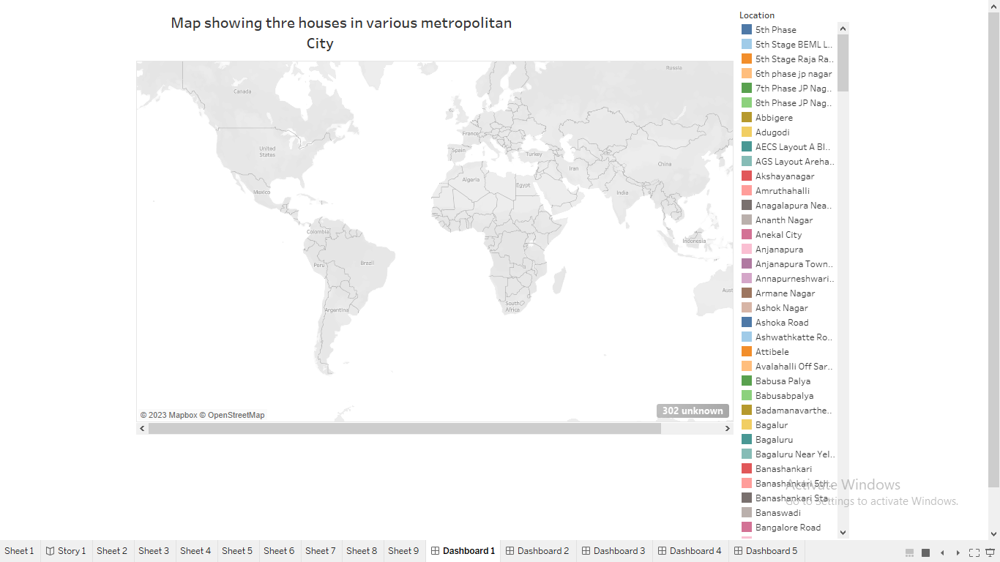 Map showing thre houses in various metropolitan
City
Location
5th Phase
5th Stage BEML L..
5th Stage Raja Ra..
6th phase jp nagar
7th Phase JP Nag..
8th Phase JP Nag..
Abbigere
Adugodi
AECS Layout A Bl..
AGS Layout Areha..
Akshayanagar
Amruthahalli
Anagalapura Nea..
Ananth Nagar
Anekal City
Anjanapura
Anjanapura Town..
Annapurneshwari..
Armane Nagar
Ashok Nagar
Ashoka Road
Ashwathkatte Ro..
Attibele
Avalahalli Off Sar..
Babusa Palya
Babusabpalya
Badamanavarthe..
Bagalur
Bagaluru
Bagaluru Near Yel..
Banashankari
Banashankari 5th..
Banashankari Sta..
Banaswadi
Bangalore Road
Russia
Canada
France
United
States
Spain
Turkey
China
Iran
Algeria
Egypt
Mexico
India
Colombia
Indonesia
Peru
Brazil
Aust
South
Africa
Argentina
302 unknown
© 2023 Mapbox © OpenStreetMap
Activate Windows
Go to Settings to activate Windows.
Sheet 1
Story 1
Sheet 2
Sheet 3
Sheet 4
Sheet 5
Sheet 6
Sheet 7
Sheet 8
Sheet 9
Dashboard 1
Dashboard 2
Dashboard 3
Dashboard 4
Dashboard 5